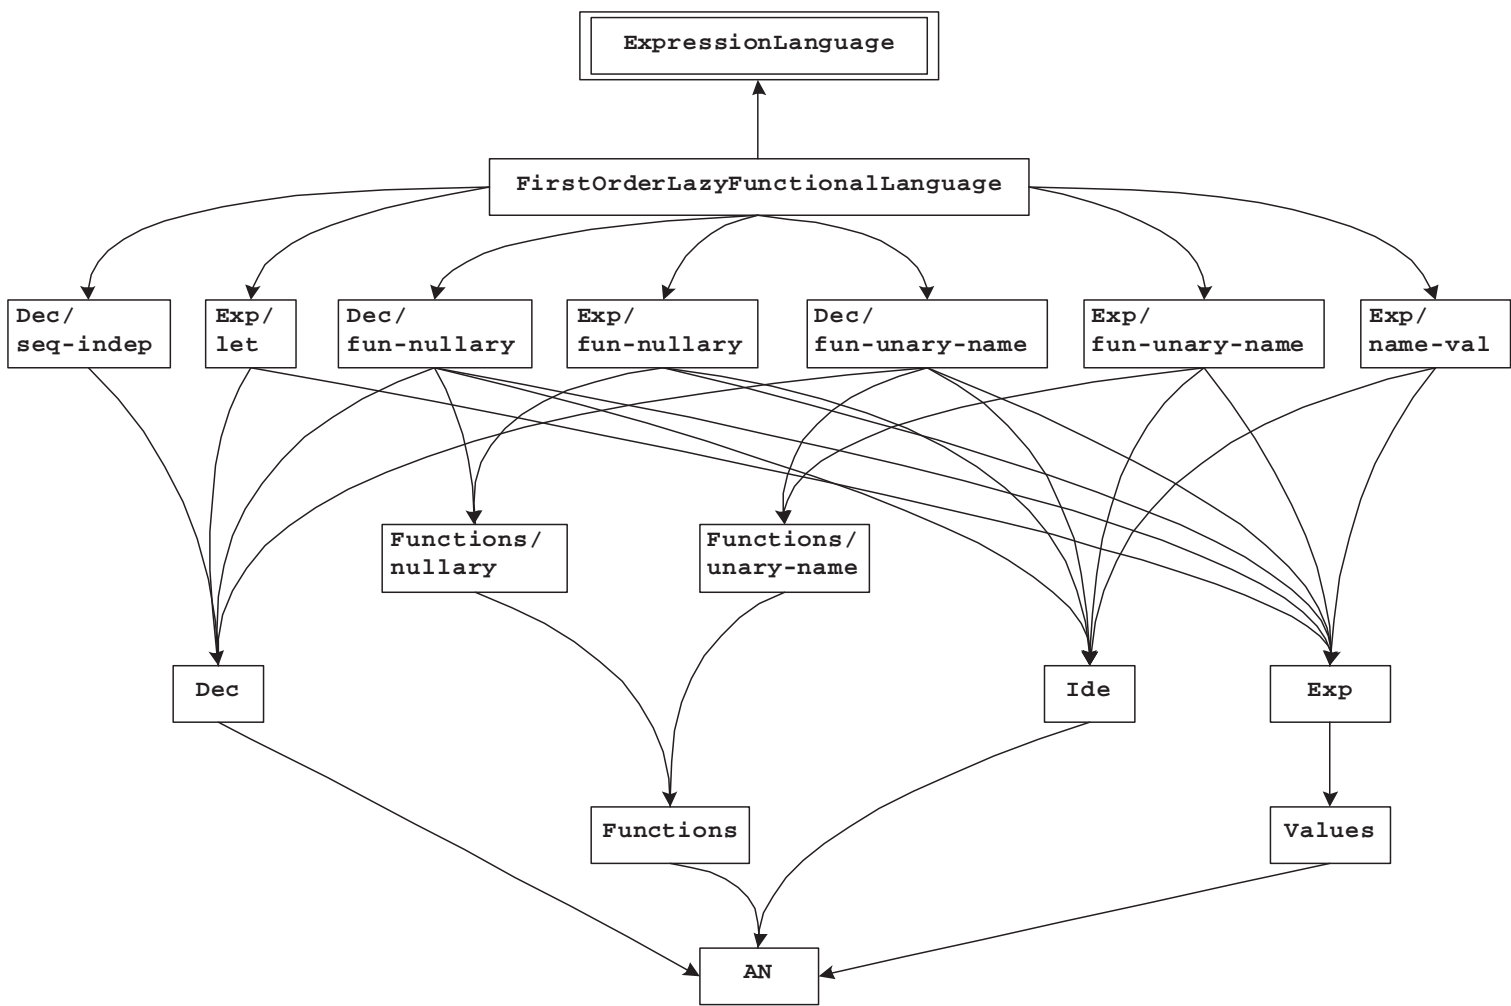 ExpressionLanguage
FirstOrderLazyFunctionalLanguage
Dec/
seq-indep
Exp/
let
Dec/
fun-nullary
Exp/
fun-nullary
Dec/
fun-unary-name
Exp/
fun-unary-name
Exp/
name-val
Functions/
nullary
Functions/
unary-name
Dec
Ide
Exp
Functions
Values
AN